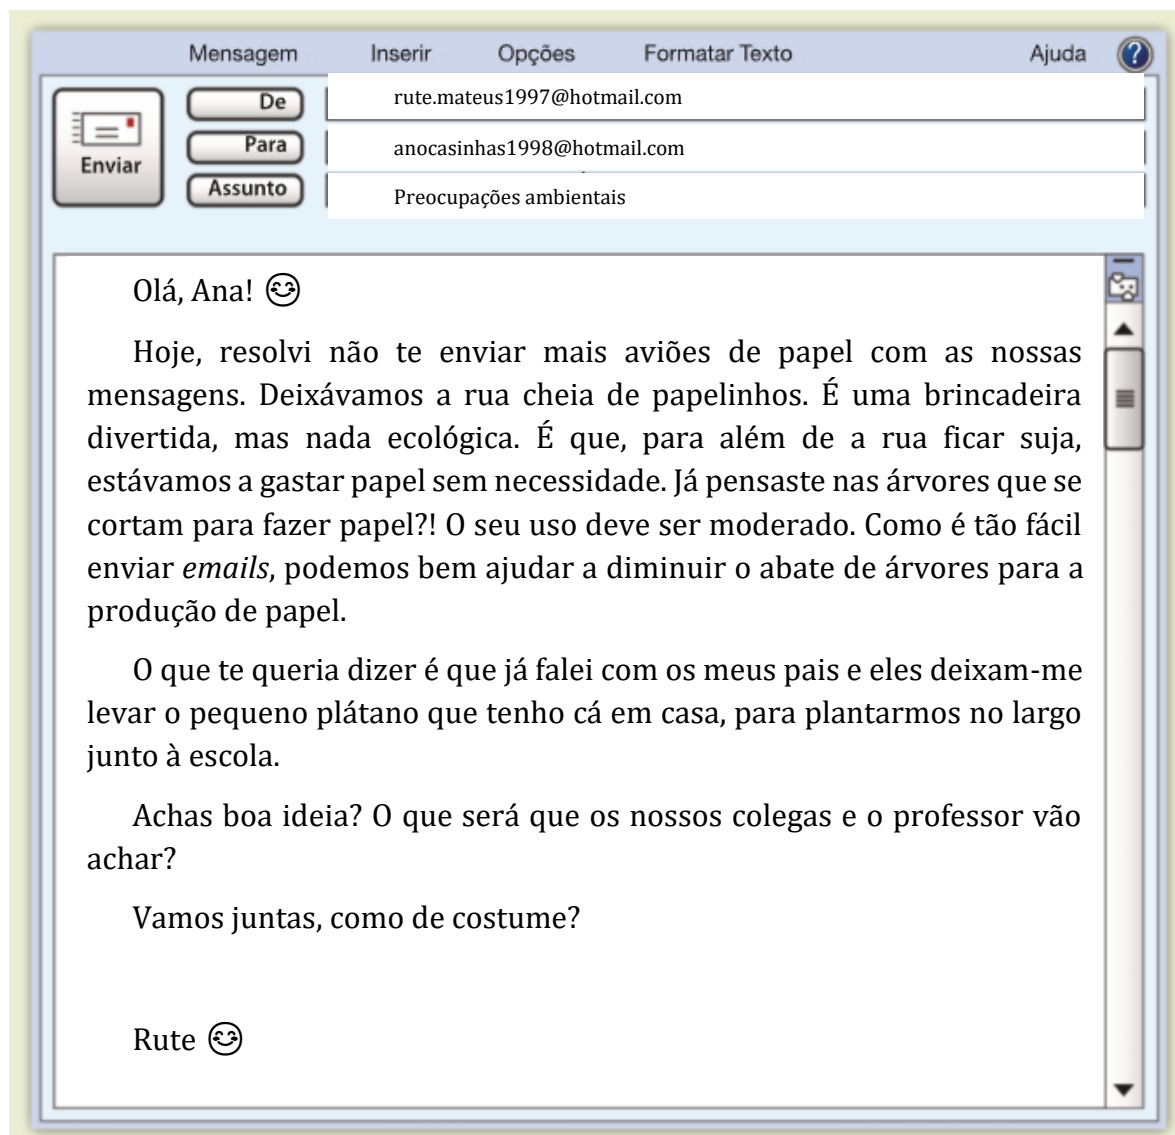 Mensagem Inserir Opções Formatar Texto Ajuda ?
De rute.mateus1997@hotmail.com
Enviar
Para anocasinhas1998@hotmail.com
Assunto Preocupações ambientais
Olá, Ana! 😊
Hoje, resolvi não te enviar mais aviões de papel com as nossas
mensagens. Deixávamos a rua cheia de papelinhos. É uma brincadeira
divertida, mas nada ecológica. É que, para além de a rua ficar suja,
estávamos a gastar papel sem necessidade. Já pensaste nas árvores que se
cortam para fazer papel?! O seu uso deve ser moderado. Como é tão fácil
enviar emails, podemos bem ajudar a diminuir o abate de árvores para a
produção de papel.
O que te queria dizer é que já falei com os meus pais e eles deixam-me
levar o pequeno plátano que tenho cá em casa, para plantarmos no largo
junto à escola.
Achas boa ideia? O que será que os nossos colegas e o professor vão
achar?
Vamos juntas, como de costume?
Rute 😊